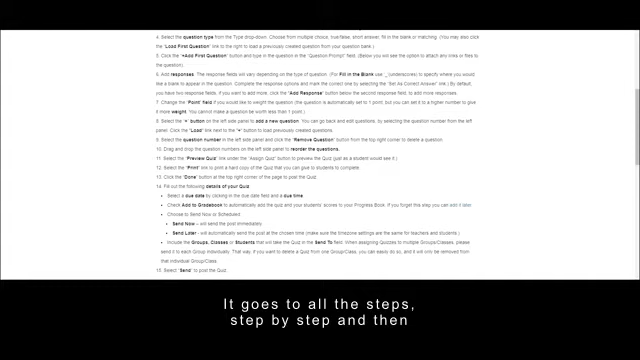 4. Select the question type from the Type drop-down. Choose from multiple choice, true/false, short answer, fill in the blank or matching. (You may also click
the "Load First Question" link to the right to load a previously created question from your question bank.)
5. Click the "+Add First Question" button and type in the question in the "Question Prompt" field. (Below you will see the option to attach any links or files to
the question).
6. Add responses. The response fields will vary depending on the type of question. (For Fill in the Blank use "_"(underscores) to specify where you would
like a blank to appear in the question. Complete the response options and mark the correct one by selecting the "Set As Correct Answer" link.) By default,
you have two response fields, if you want to add more, click the "Add Response" button below the second response field, to add more responses.
7. Change the "Point" field if you would like to weight the question (the question is automatically set to 1 point, but you can set it to a higher number to give
it more weight. You cannot make a question be worth less than 1 point.)
8. Select the "+" button on the left side panel to add a new question. You can go back and edit questions, by selecting the question number from the left
panel. Click the "Load" link next to the "+" button to load previously created questions.
9. Select the question number in the left side panel and click the "Remove Question" button from the top right corner to delete a question.
10. Drag and drop the question numbers on the left side panel to reorder the questions.
11. Select the "Preview Quiz" link under the "Assign Quiz" button to preview the Quiz (just as a student would see it).
12. Select the "Print" link to print a hard copy of the Quiz that you can give to students to complete.
13. Click the "Done" button at the top right corner of the page to post the Quiz.
14. Fill out the following details of your Quiz:
• Select a due date by clicking in the due date field and a due time
• Check Add to Gradebook to automatically add the quiz and your students' scores to your Progress Book. If you forget this step you can edit it later.
• Choose to Send Now or Scheduled:
• Send Now – will send the post immediately
• Send Later – will automatically send the post at the chosen time (make sure the timezone settings are the same for teachers and students.)
• Include the Groups, Classes or Students that will take the Quiz in the Send To field. When assigning Quizzes to multiple Groups/Classes, please
send it to each Group individually. That way, if you want to delete a Quiz from one Group/Class, you can easily do so, and it will only be removed from
that individual Group/Class.
15. Select "Send" to post the Quiz.
It goes to all the steps,
step by step and then